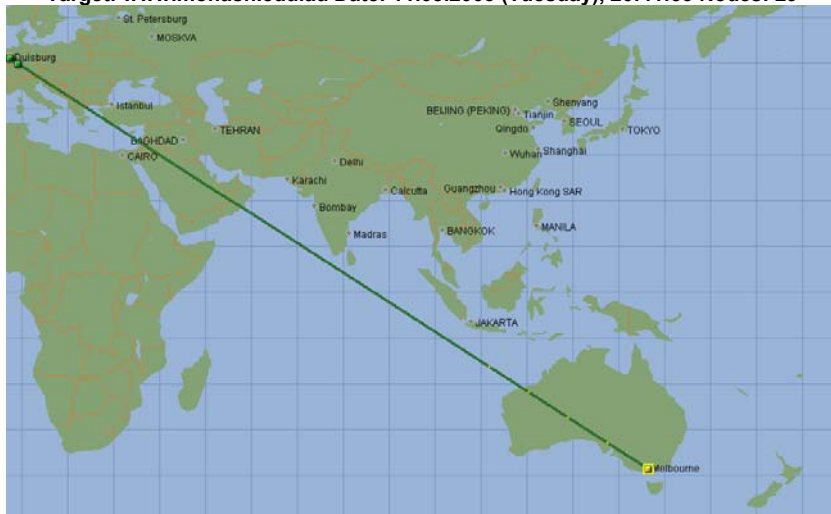 St. Petersburg
MOSKVA
Duisburg
Istanbul
BAGHDAD
TEHRAN
CAIRO
BEIJING (PEKING)
Shenyang
Tianjin
SEOUL
Qingdo
TOKYO
Wuhan
Shanghai
Delhi
Karachi
Calcutta
Guangzhou
Hong Kong SAR
Bombay
Madras
BANGKOK
MANILA
JAKARTA
Melbourne